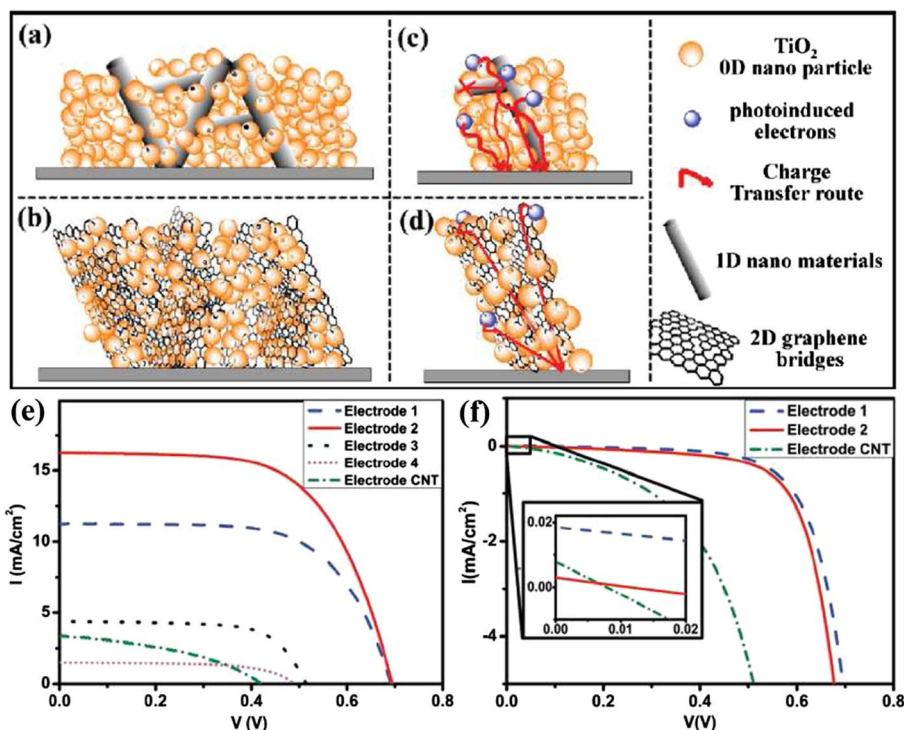 (a)
(c)
TiO2
0D nano particle
photoinduced
electrons
Charge
Transfer route
(b)
(d)
1D nano materials
2D graphene
bridges
(e)
Electrode 1
Electrode 2
Electrode 3
Electrode 4
Electrode CNT
I (mA/cm²)
15
10
5
0
0.0 0.2 0.4 0.6 0.8
V (V)
(f)
Electrode 1
Electrode 2
Electrode CNT
I(mA/cm²)
0
-2
-4
0.02
0.00
0.00 0.01 0.02
0.0 0.2 0.4 0.6 0.8
V(V)